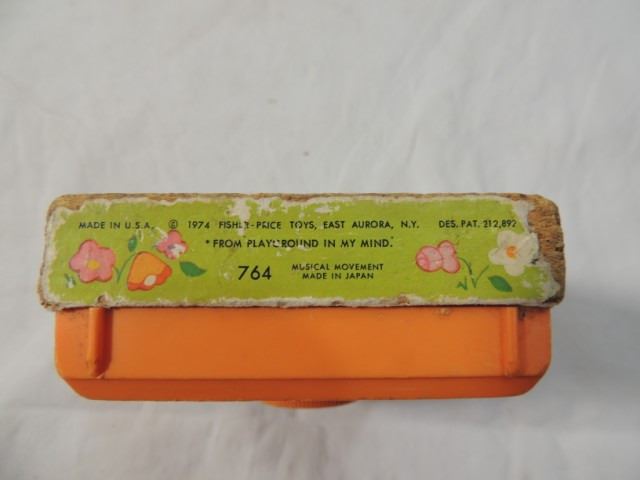 MADE IN U.S.A. © 1974 FISHER-PRICE TOYS, EAST AURORA, N.Y. DES. PAT. 212,892
* FROM PLAYGROUND IN MY MIND.
764 MUSICAL MOVEMENT
MADE IN JAPAN